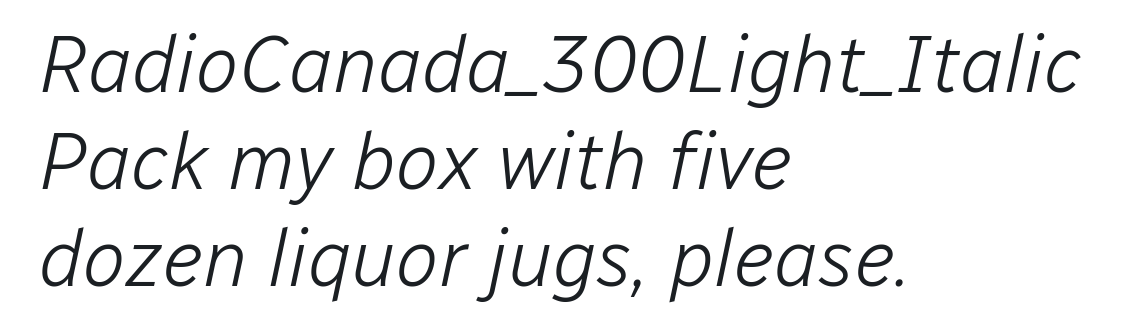 RadioCanada_300Light_Italic
Pack my box with five
dozen liquor jugs, please.